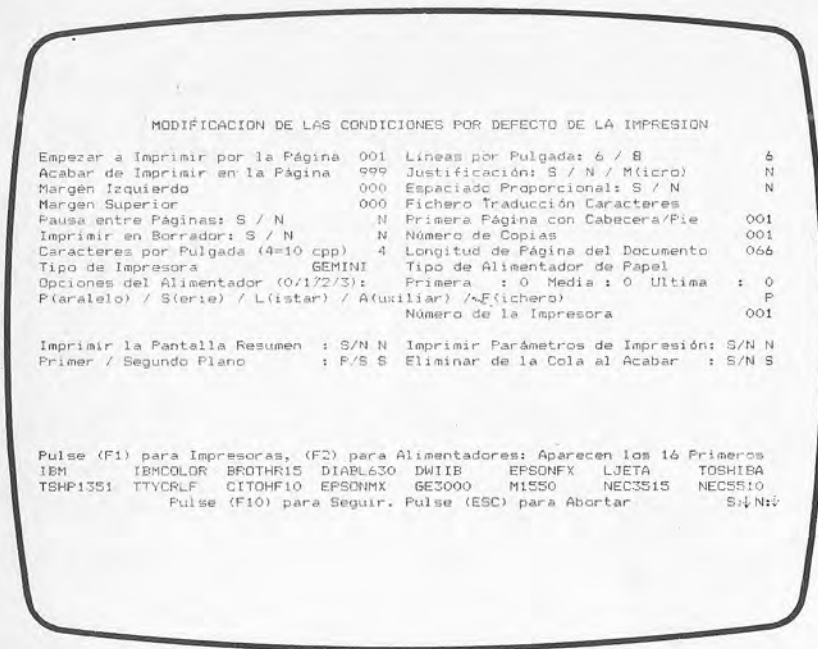 MODIFICACION DE LAS CONDICIONES POR DEFECTO DE LA IMPRESION
Empezar a Imprimir por la Página 001 Líneas por Pulgada: 6 / 8 6
Acabar de Imprimir en la Página 999 Justificación: S / N / M(icro) N
Margen Izquierdo 000 Espaciado Proporcional: S / N N
Margen Superior 000 Fichero Traducción Caracteres
Pausa entre Páginas: S / N N Primera Página con Cabecera/Pie 001
Imprimir en Borrador: S / N N Número de Copias 001
Caracteres por Pulgada (4=10 cpp) 4 Longitud de Página del Documento 066
Tipo de Impresora GEMINI Tipo de Alimentador de Papel
Opciones del Alimentador (0/1/2/3): Primera : 0 Media : 0 Ultima : 0
P(aralelo) / S(erie) / L(istar) / A(uxiliar) / F(ichero) P
Número de la Impresora 001
Imprimir la Pantalla Resumen : S/N N Imprimir Parámetros de Impresión: S/N N
Primer / Segundo Plano : P/S S Eliminar de la Cola al Acabar : S/N S
Pulse (F1) para Impresoras, (F2) para Alimentadores: Aparecen los 16 Primeros
IBM IBMCOLOR BROTHR15 DIABL630 DWIIB EPSONFX LJETA TOSHIBA
TSHP1351 TTYCRLF CITOHF10 EPSONMX GE3000 M1550 NEC3515 NEC5510
Pulse (F10) para Seguir. Pulse (ESC) para Abortar S:↓ N:↓